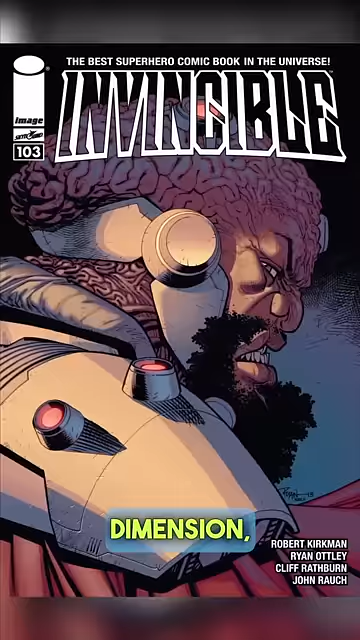 THE BEST SUPERHERO COMIC BOOK IN THE UNIVERSE!
INVINCIBLE
image
SKYBOUND
103
DIMENSION,
ROBERT KIRKMAN
RYAN OTTLEY
CLIFF RATHBURN
JOHN RAUCH